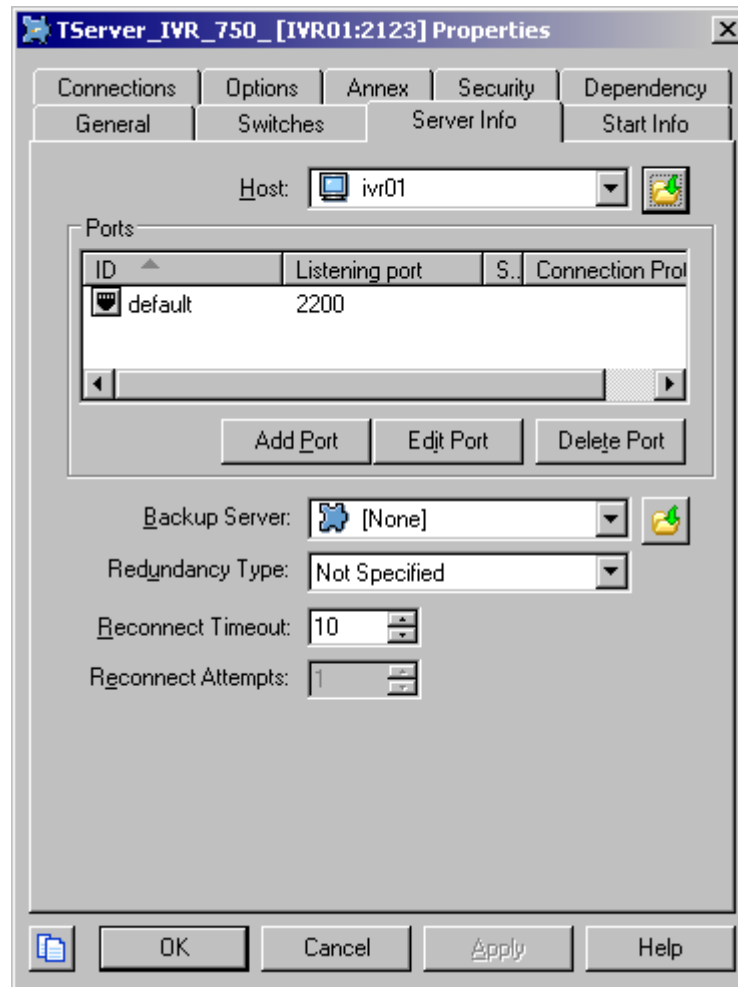 TServer_IVR_750_ [IVR01:2123] Properties
Connections Options Annex Security Dependency
General Switches Server Info Start Info
Host: ivr01
Ports
ID Listening port S.. Connection Prot
default 2200
Add Port Edit Port Delete Port
Backup Server: [None]
Redundancy Type: Not Specified
Reconnect Timeout: 10
Reconnect Attempts: 1
OK Cancel Apply Help